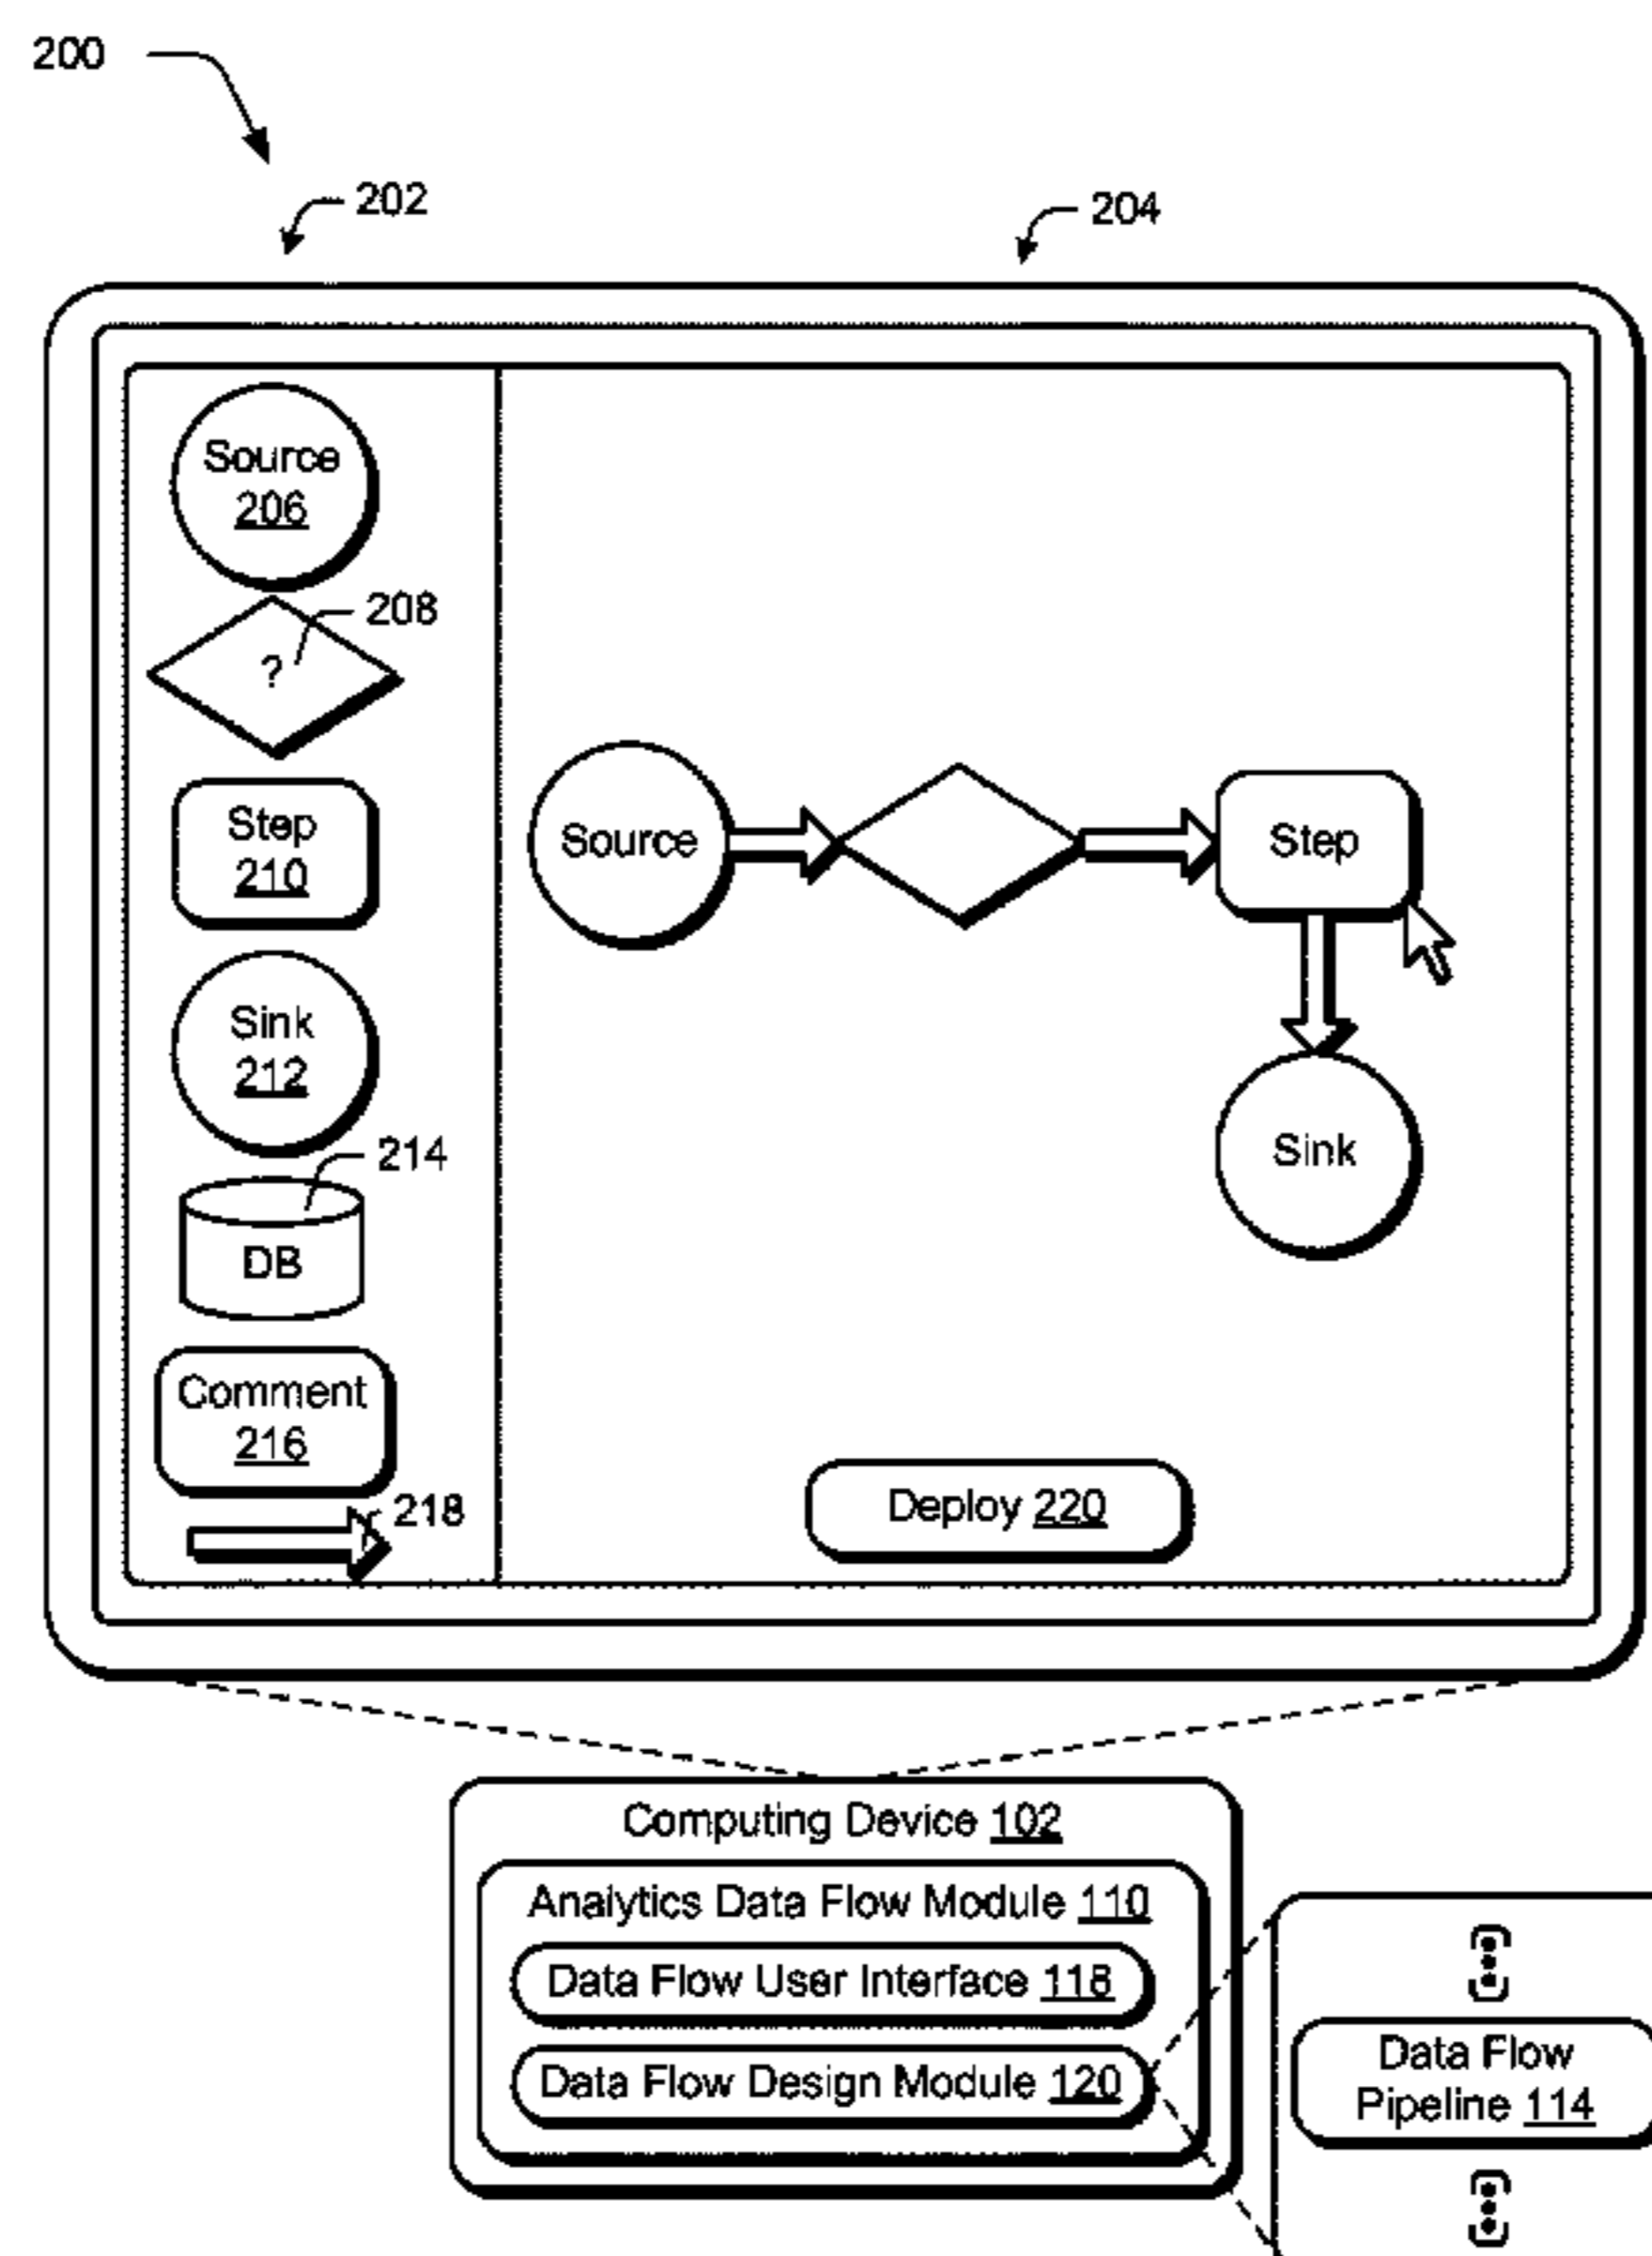 200
202
204
Source
206
208
?
Step
210
Source
Step
Sink
212
214
Sink
DB
Comment
216
218
Deploy 220
Computing Device 102
Analytics Data Flow Module 110
Data Flow User Interface 118
Data Flow Design Module 120
Data Flow
Pipeline 114